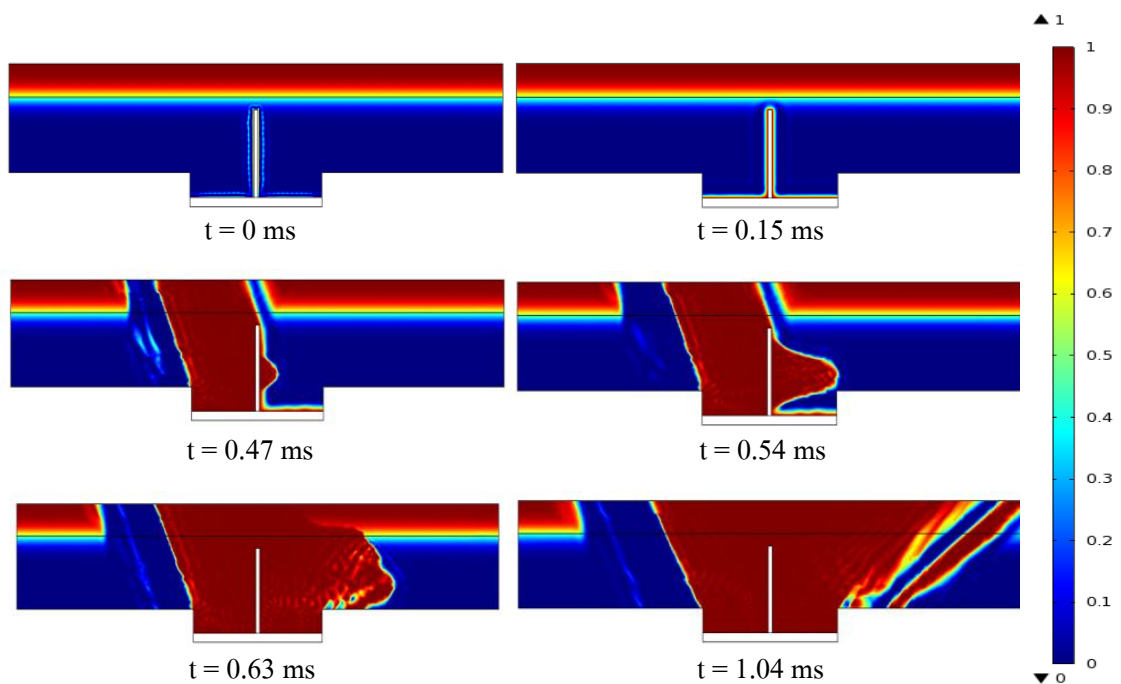 ▲ 1
1
0.9
0.8
0.7
0.6
0.5
0.4
0.3
0.2
0.1
0
▼ 0
t = 0 ms
t = 0.15 ms
t = 0.47 ms
t = 0.54 ms
t = 0.63 ms
t = 1.04 ms